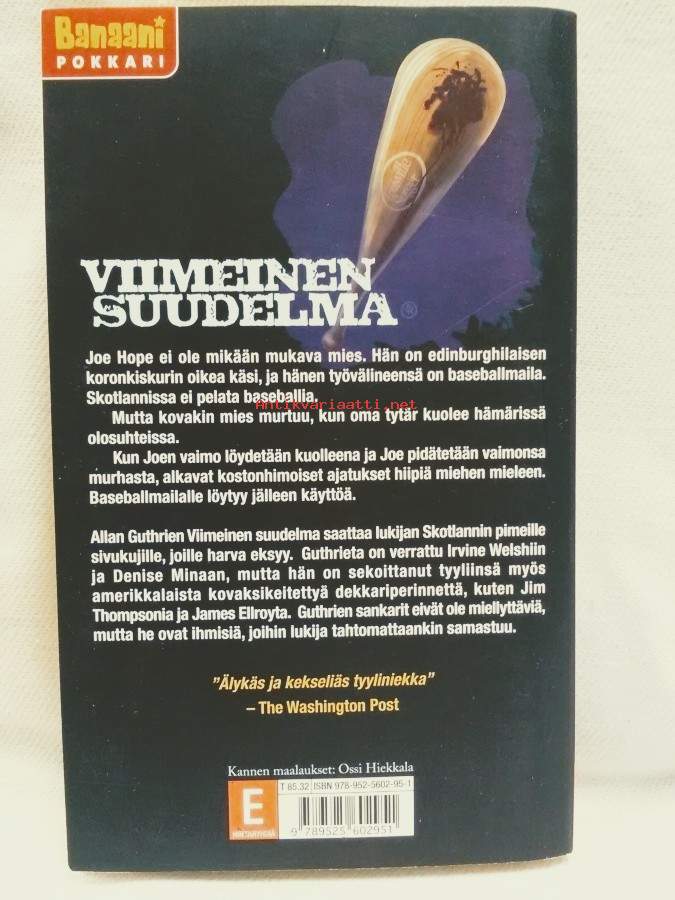 Banaani
POKKARI
VIIMEINEN
SUUDELMA®
Joe Hope ei ole mikään mukava mies. Hän on edinburghilaisen
koronkiskurin oikea käsi, ja hänen työvälineensä on baseballmaila.
Skotlannissa ei pelata baseballia.
Antikvariaatti.net
Mutta kovakin mies murtuu, kun oma tytär kuolee hämärissä
olosuhteissa.
Kun Joen vaimo löydetään kuolleena ja Joe pidätetään vaimonsa
murhasta, alkavat kostonhimoiset ajatukset hiipiä miehen mieleen.
Baseballmailalle löytyy jälleen käyttöä.
Allan Guthrien Viimeinen suudelma saattaa lukijan Skotlannin pimeille
sivukujille, joille harva eksyy. Guthrieta on verrattu Irvine Welshiin
ja Denise Minaan, mutta hän on sekoittanut tyyliinsä myös
amerikkalaista kovaksikeitettyä dekkariperinnettä, kuten Jim
Thompsonia ja James Ellroyta. Guthrien sankarit eivät ole miellyttäviä,
mutta he ovat ihmisiä, joihin lukija tahtomattaankin samastuu.
"Älykäs ja kekseliäs tyyliniekka"
– The Washington Post
Kannen maalaukset: Ossi Hiekkala
T 85.32 ISBN 978-952-5602-95-1
E
9 789525 602951